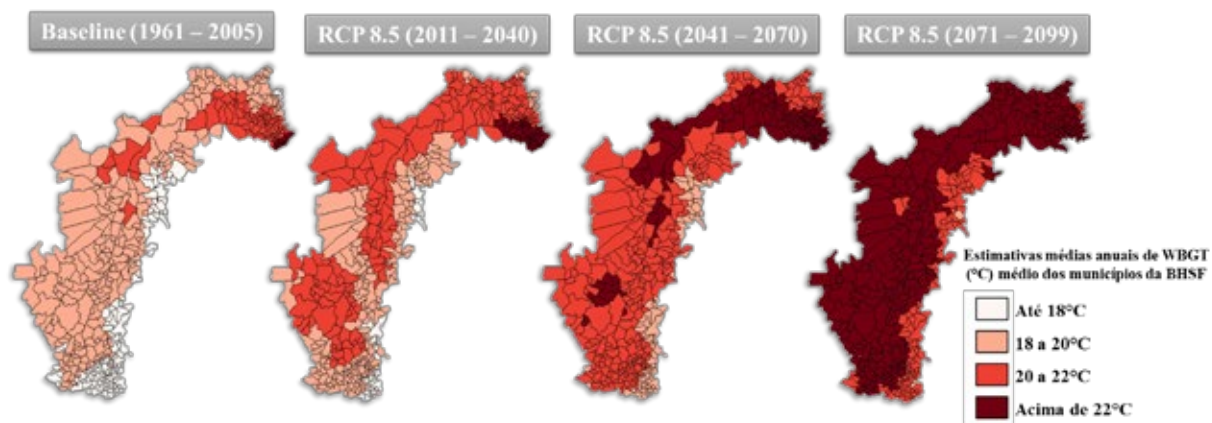 Baseline (1961 – 2005)
RCP 8.5 (2011 – 2040)
RCP 8.5 (2041 – 2070)
RCP 8.5 (2071 – 2099)
Estimativas médias anuais de WBGT
(°C) médio dos municípios da BHSF
Até 18°C
18 a 20°C
20 a 22°C
Acima de 22°C